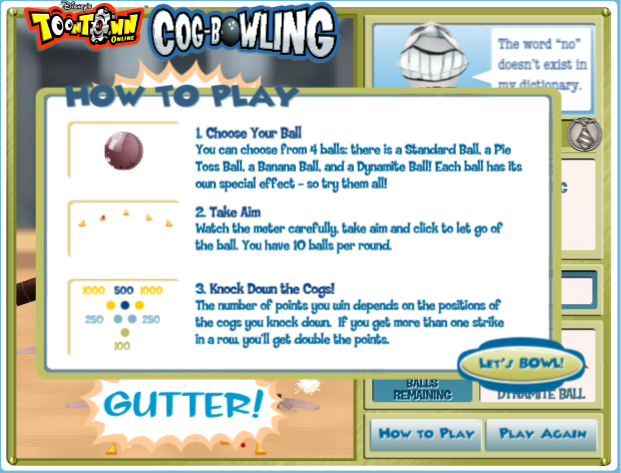 Disney's
TOONTOWN
ONLINE
COG-BOWLING
The word "no"
doesn't exist in
my dictionary.
HOW TO PLAY
1. Choose Your Ball
You can choose from 4 balls: there is a Standard Ball, a Pie
Toss Ball, a Banana Ball, and a Dynamite Ball! Each ball has its
own special effect - so try them all!
2. Take Aim
Watch the meter carefully, take aim and click to let go of
the ball. You have 10 balls per round.
1000 500 1000
250 250
100
3. Knock Down the Cogs!
The number of points you win depends on the positions of
the cogs you knock down. If you get more than one strike
in a row, you'll get double the points.
LET'S BOWL!
GUTTER!
BALLS
REMAINING
DYNAMITE BALL
HOW TO PLAY
PLAY AGAIN